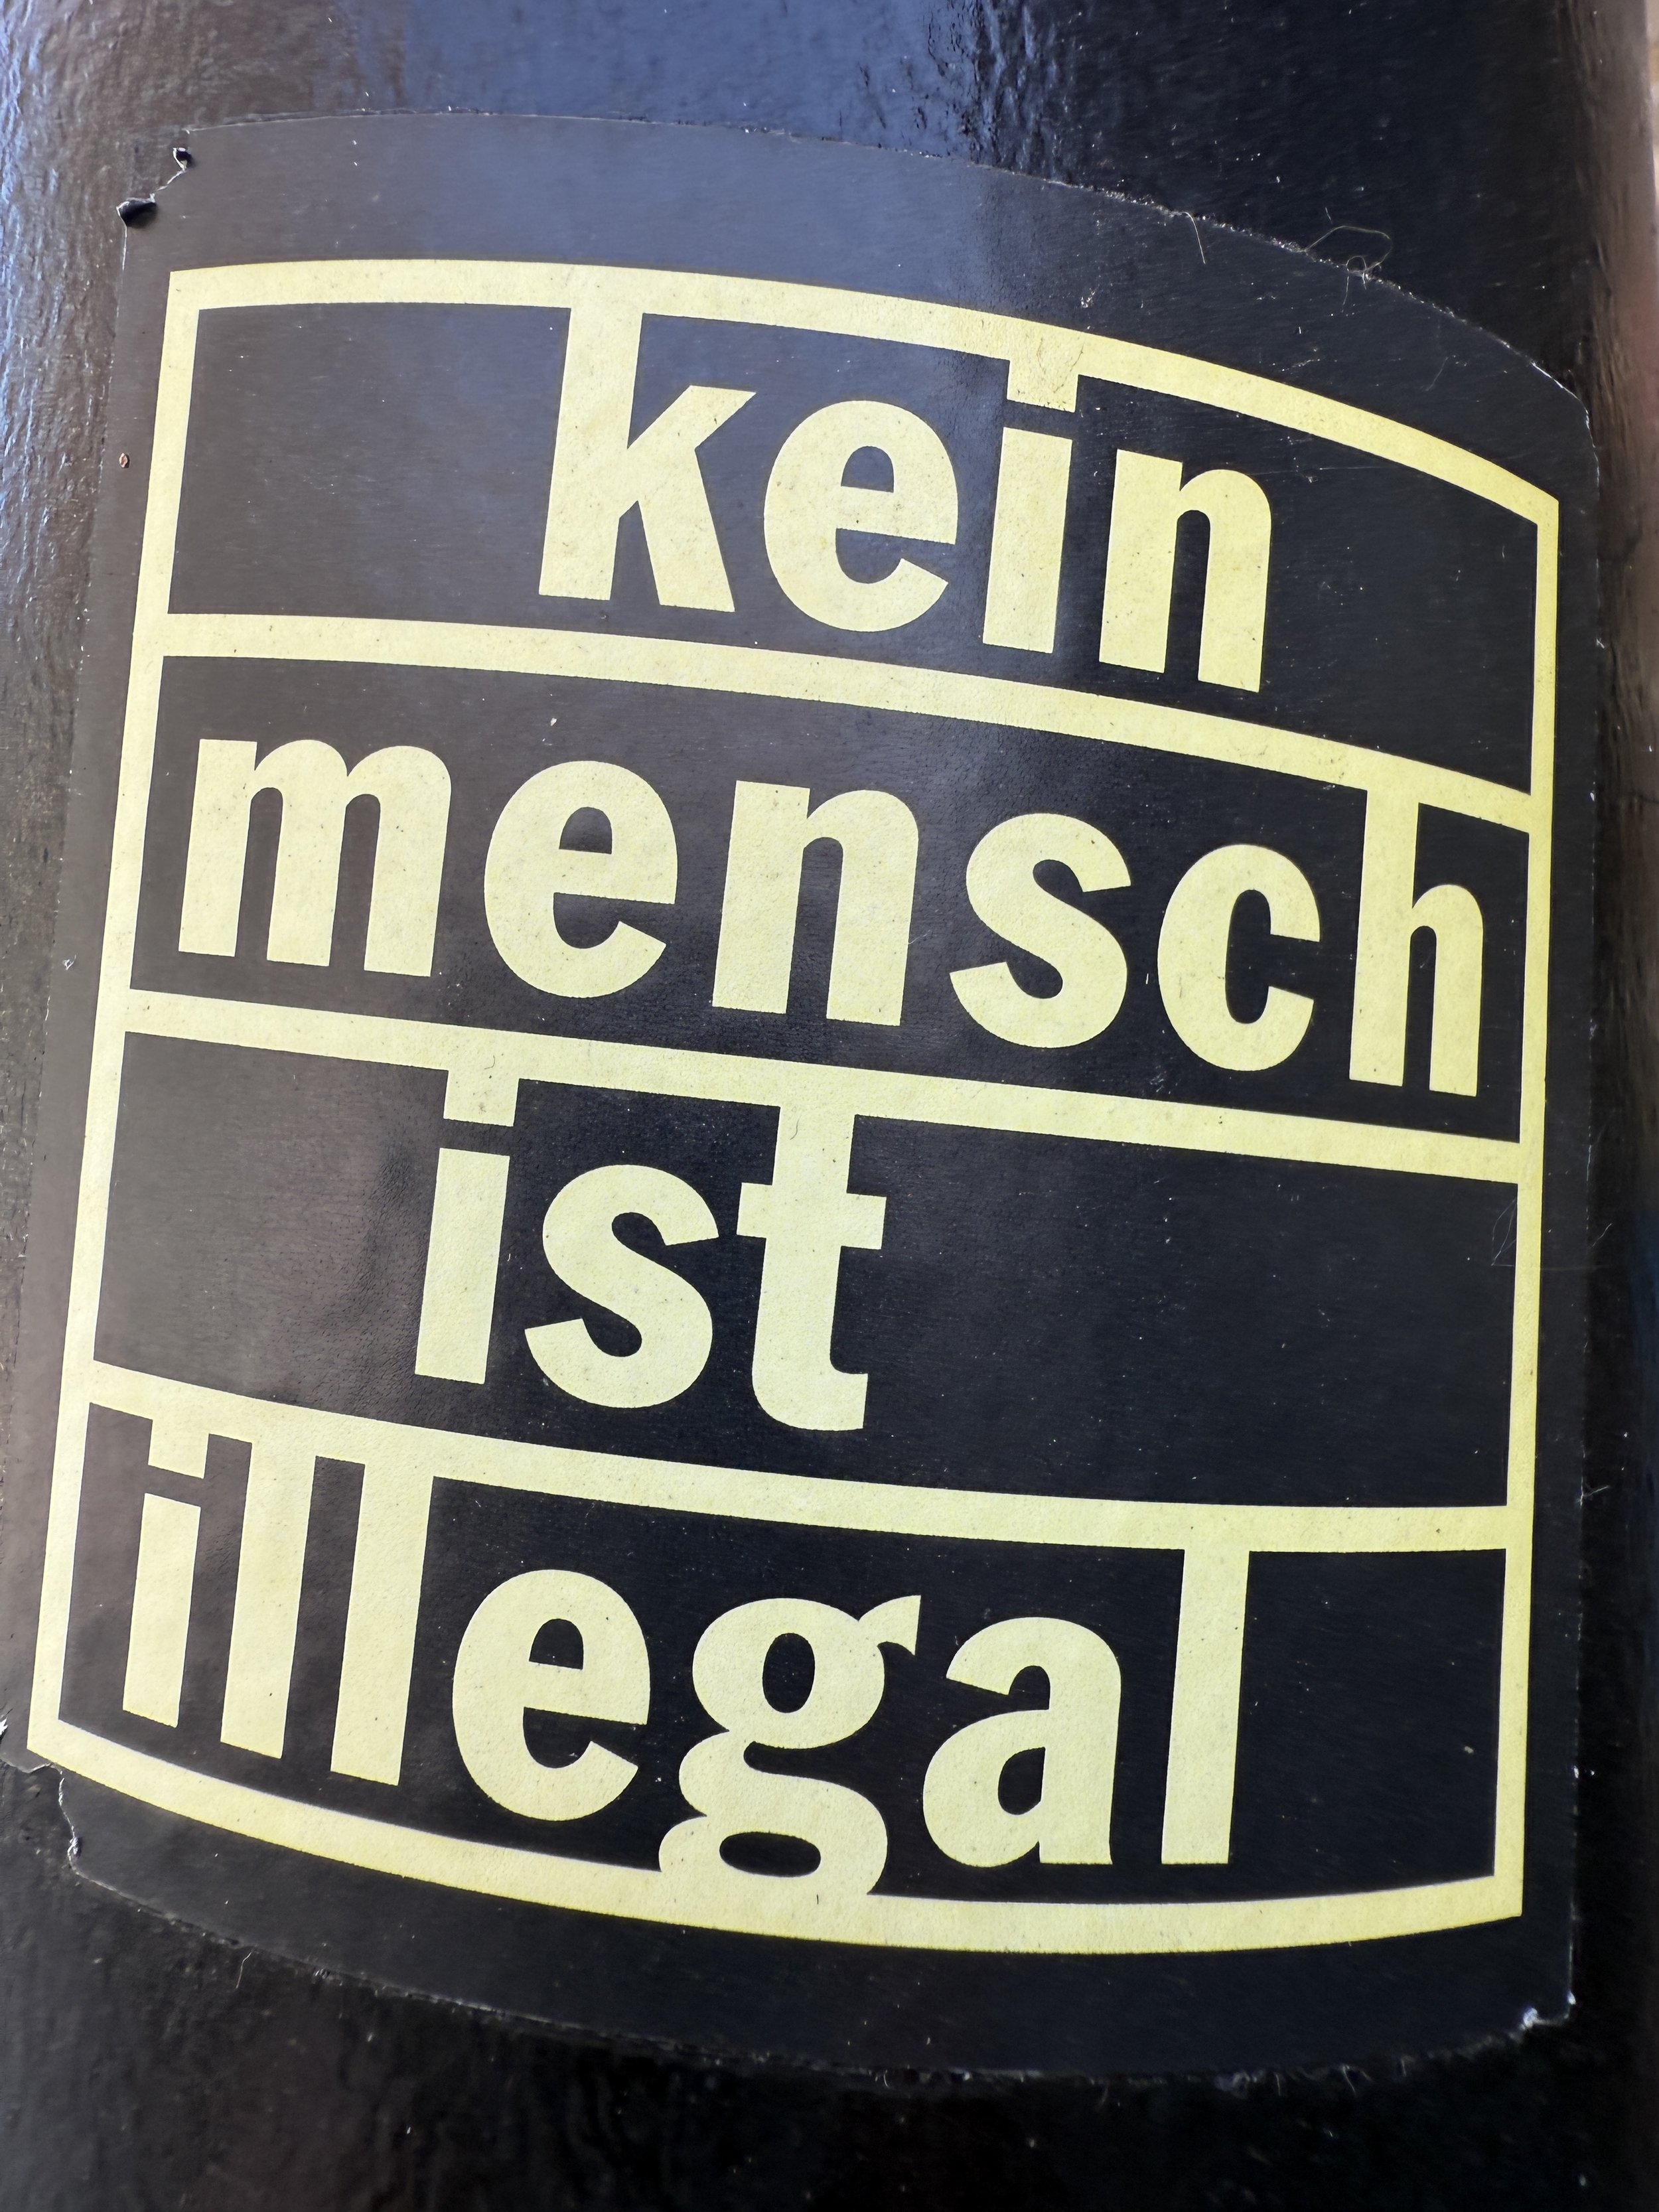 kein
mensch
ist
illegal